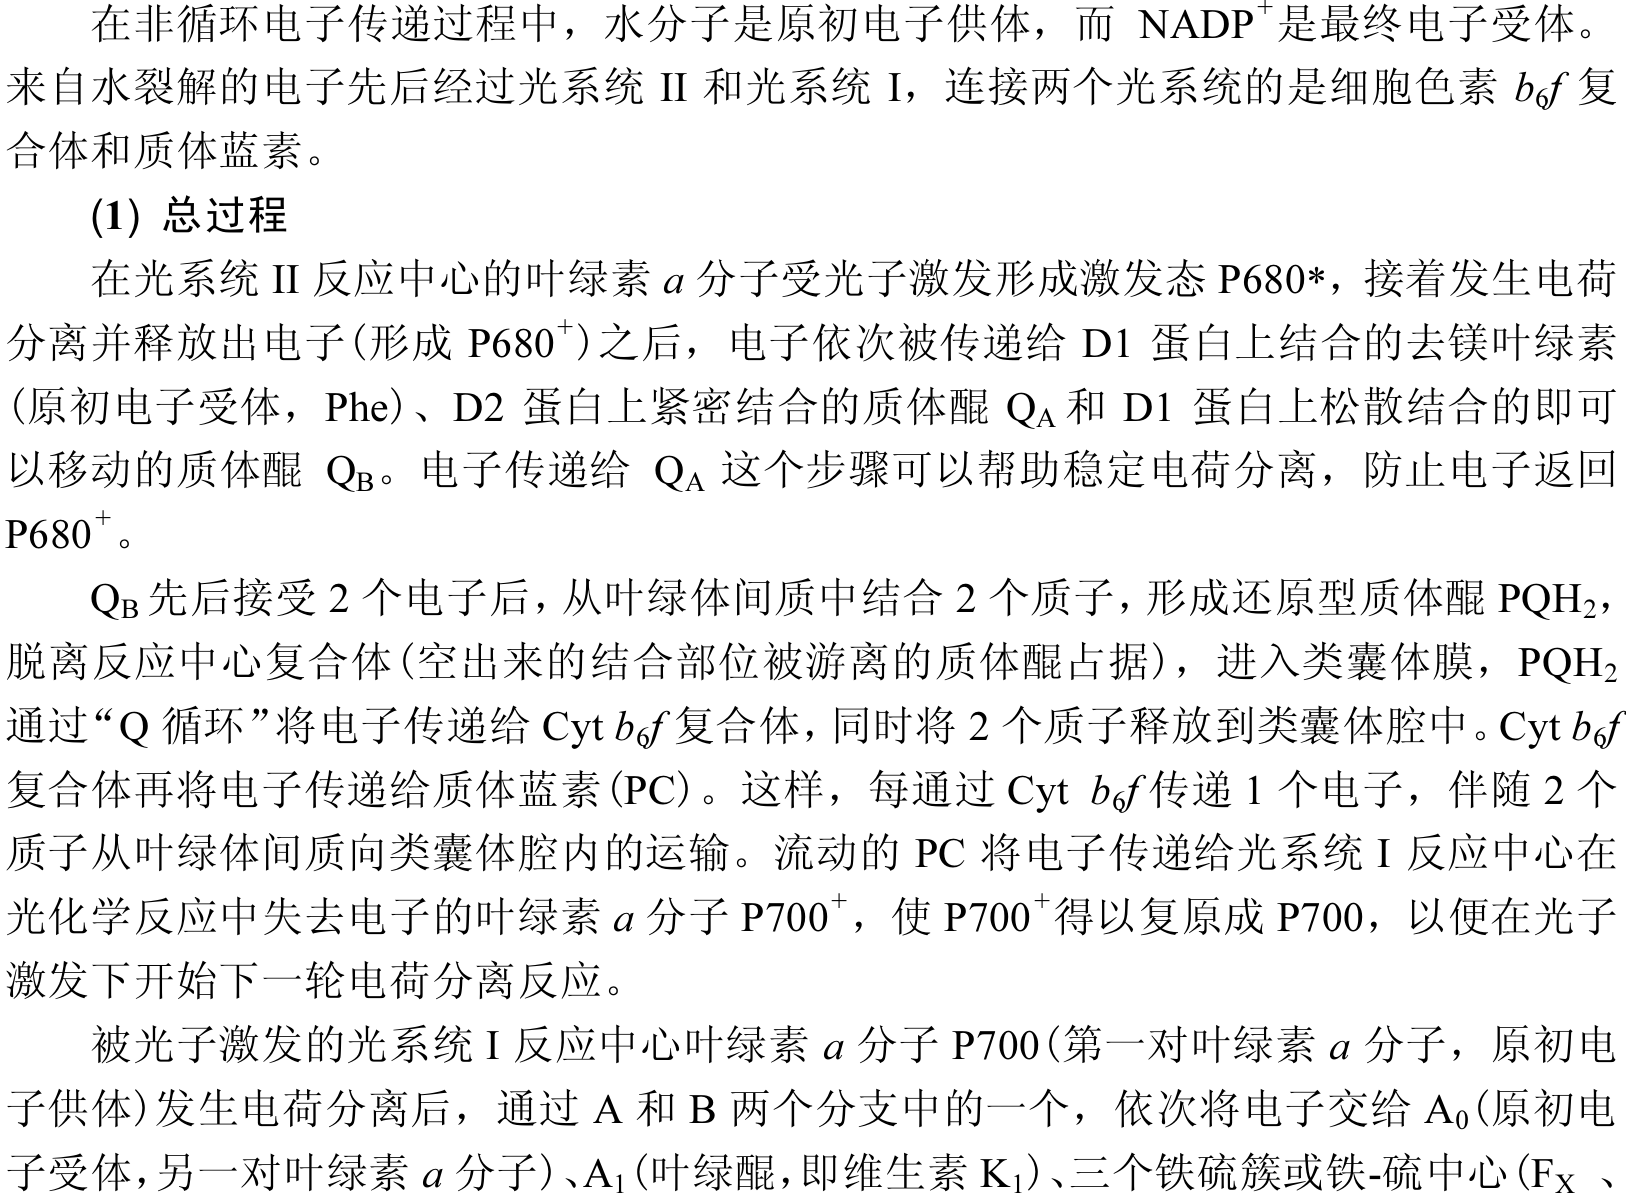 在非循环电子传递过程中，水分子是原初电子供体，而 NADP⁺是最终电子受体。
来自水裂解的电子先后经过光系统 II 和光系统 I，连接两个光系统的是细胞色素 b₆f 复
合体和质体蓝素。
(1) 总过程
在光系统 II 反应中心的叶绿素 a 分子受光子激发形成激发态 P680*，接着发生电荷
分离并释放出电子(形成 P680⁺)之后，电子依次被传递给 D1 蛋白上结合的去镁叶绿素
(原初电子受体，Phe)、D2 蛋白上紧密结合的质体醌 Q_A 和 D1 蛋白上松散结合的即可
以移动的质体醌 Q_B。电子传递给 Q_A 这个步骤可以帮助稳定电荷分离，防止电子返回
P680⁺。
Q_B 先后接受 2 个电子后，从叶绿体间质中结合 2 个质子，形成还原型质体醌 PQH₂，
脱离反应中心复合体(空出来的结合部位被游离的质体醌占据)，进入类囊体膜，PQH₂
通过“Q 循环”将电子传递给 Cyt b₆f 复合体，同时将 2 个质子释放到类囊体腔中。Cyt b₆f
复合体再将电子传递给质体蓝素(PC)。这样，每通过 Cyt b₆f 传递 1 个电子，伴随 2 个
质子从叶绿体间质向类囊体腔内的运输。流动的 PC 将电子传递给光系统 I 反应中心在
光化学反应中失去电子的叶绿素 a 分子 P700⁺，使 P700⁺得以复原成 P700，以便在光子
激发下开始下一轮电荷分离反应。
被光子激发的光系统 I 反应中心叶绿素 a 分子 P700(第一对叶绿素 a 分子，原初电
子供体)发生电荷分离后，通过 A 和 B 两个分支中的一个，依次将电子交给 A₀(原初电
子受体，另一对叶绿素 a 分子)、A₁(叶绿醌，即维生素 K₁)、三个铁硫簇或铁-硫中心(F_X 、